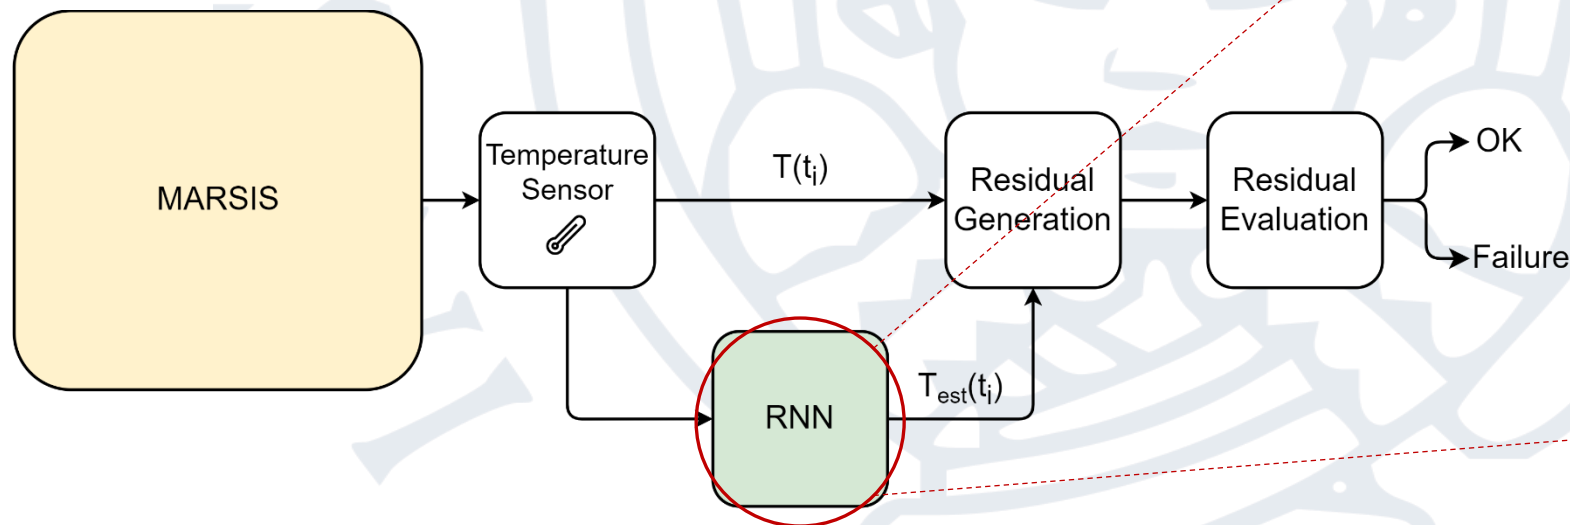 MARSIS
Temperature
Sensor
T(tᵢ)
Residual
Generation
Residual
Evaluation
OK
Failure
RNN
Tₑₛₜ(tᵢ)